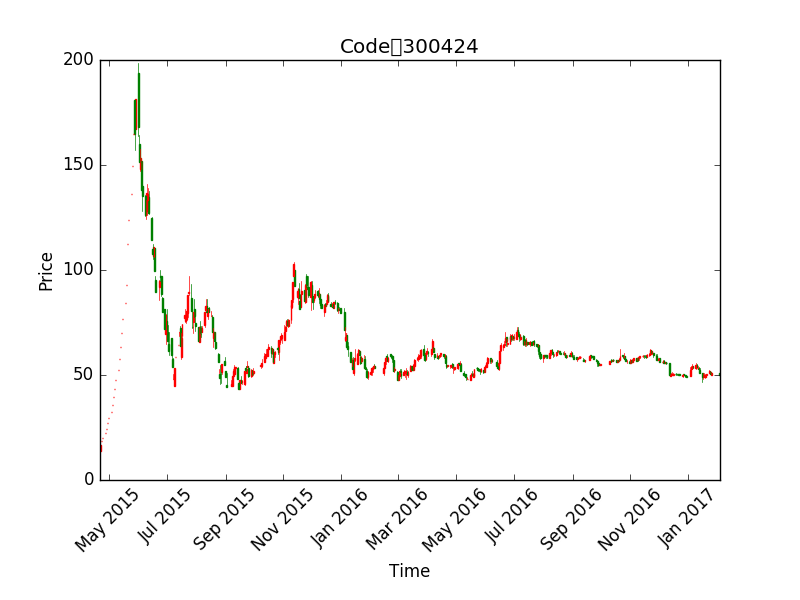 Code□300424
200
150
100
50
0
Price
May 2015
Jul 2015
Sep 2015
Nov 2015
Jan 2016
Mar 2016
May 2016
Jul 2016
Sep 2016
Nov 2016
Jan 2017
Time